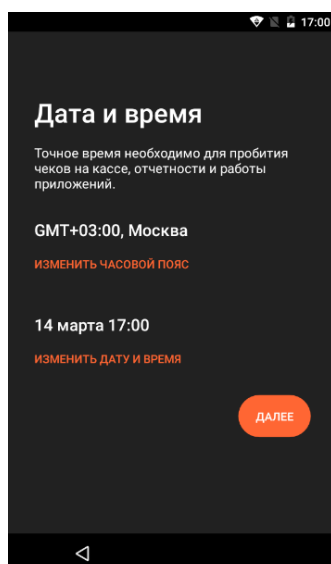 17:00
Дата и время
Точное время необходимо для пробития
чеков на кассе, отчетности и работы
приложений.
GMT+03:00, Москва
ИЗМЕНИТЬ ЧАСОВОЙ ПОЯС
14 марта 17:00
ИЗМЕНИТЬ ДАТУ И ВРЕМЯ
ДАЛЕЕ